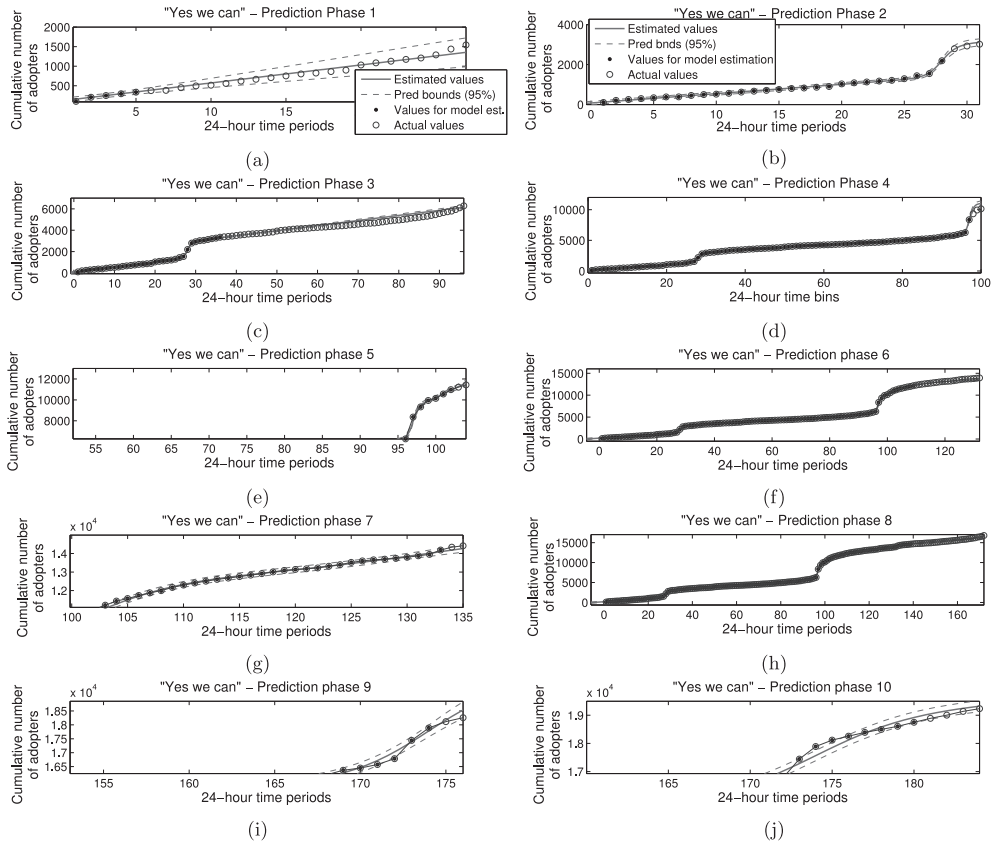 "Yes we can" – Prediction Phase 1
Cumulative number
of adopters
2000
1500
1000
500
5
10
15
24−hour time periods
Estimated values
Pred bounds (95%)
Values for model est.
Actual values
(a)
"Yes we can" – Prediction Phase 2
Cumulative number
of adopters
4000
2000
0
0
5
10
15
20
25
30
24−hour time periods
Estimated values
Pred bnds (95%)
Values for model estimation
Actual values
(b)
"Yes we can" – Prediction Phase 3
Cumulative number
of adopters
6000
4000
2000
0
0
10
20
30
40
50
60
70
80
90
24−hour time periods
(c)
"Yes we can" – Prediction Phase 4
Cumulative number
of adopters
10000
5000
0
0
20
40
60
80
100
24−hour time bins
(d)
"Yes we can" – Prediction phase 5
Cumulative number
of adopters
12000
10000
8000
55
60
65
70
75
80
85
90
95
100
24−hour time periods
(e)
"Yes we can" – Prediction phase 6
Cumulative number
of adopters
15000
10000
5000
0
0
20
40
60
80
100
120
24−hour time periods
(f)
"Yes we can" – Prediction phase 7
Cumulative number
of adopters
x 10⁴
1.4
1.3
1.2
100
105
110
115
120
125
130
135
24−hour time periods
(g)
"Yes we can" – Prediction phase 8
Cumulative number
of adopters
15000
10000
5000
0
0
20
40
60
80
100
120
140
160
24−hour time periods
(h)
"Yes we can" – Prediction phase 9
Cumulative number
of adopters
x 10⁴
1.85
1.8
1.75
1.7
1.65
155
160
165
170
175
24−hour time periods
(i)
"Yes we can" – Prediction phase 10
Cumulative number
of adopters
x 10⁴
1.9
1.8
1.7
165
170
175
180
24−hour time periods
(j)